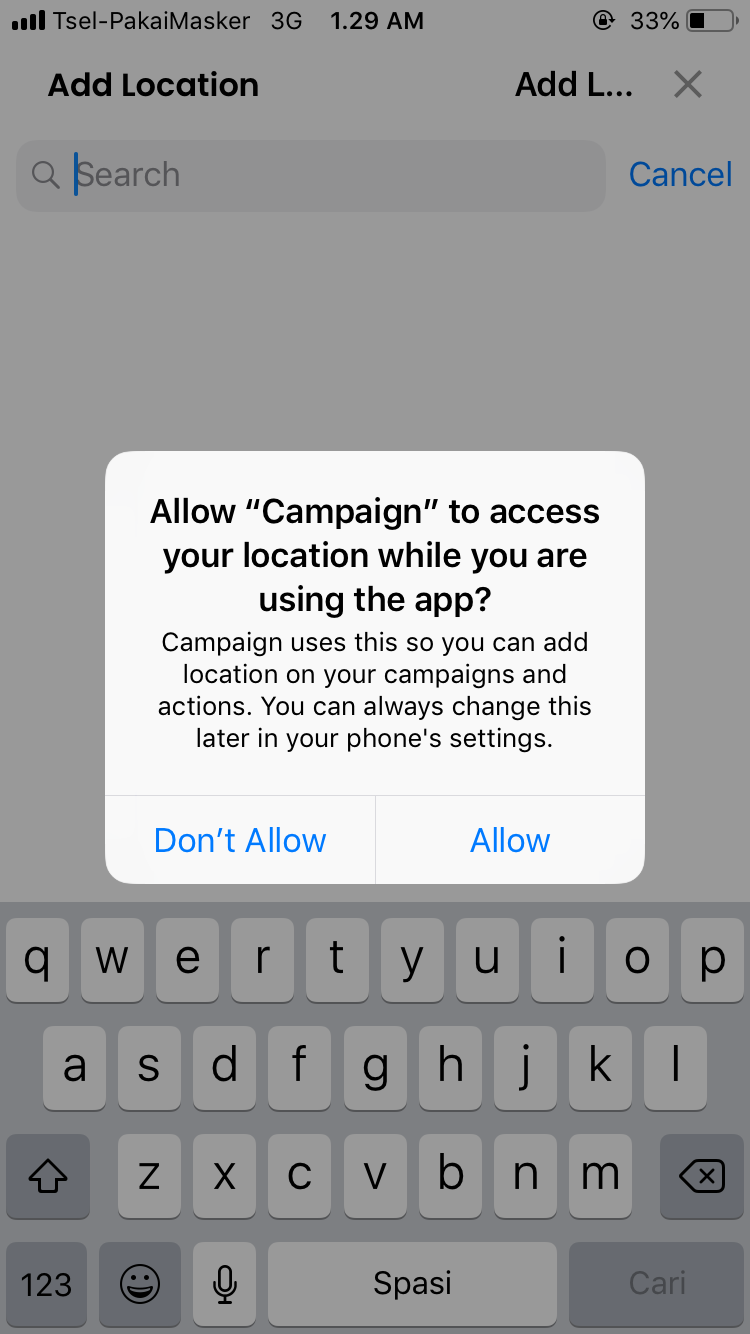 Tsel-PakaiMasker 3G 1.29 AM 33%
Add Location Add L...
Search Cancel
Allow “Campaign” to access
your location while you are
using the app?
Campaign uses this so you can add
location on your campaigns and
actions. You can always change this
later in your phone's settings.
Don’t Allow Allow
q w e r t y u i o p
a s d f g h j k l
z x c v b n m
123 Spasi Cari